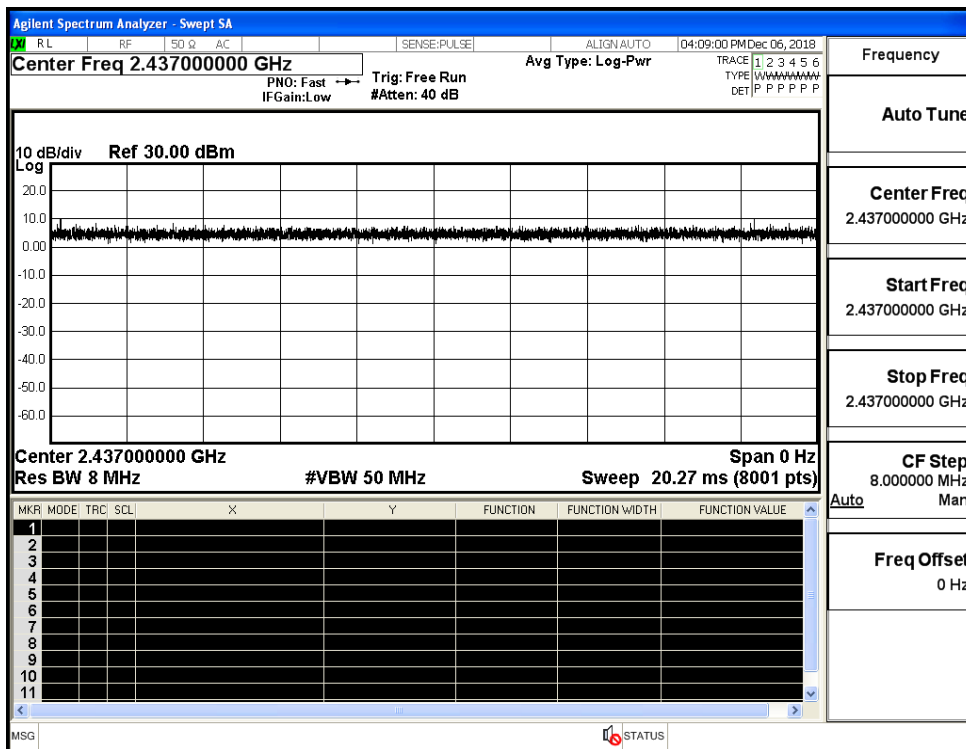 Agilent Spectrum Analyzer - Swept SA
LXI RL RF 50 Ω AC SENSE:PULSE ALIGN AUTO 04:09:00 PM Dec 06, 2018
Center Freq 2.437000000 GHz
PNO: Fast
IFGain:Low
Trig: Free Run
#Atten: 40 dB
Avg Type: Log-Pwr
TRACE 1 2 3 4 5 6
TYPE WWWWWW
DET P P P P P P
10 dB/div Ref 30.00 dBm
Log
20.0
10.0
0.00
-10.0
-20.0
-30.0
-40.0
-50.0
-60.0
Center 2.437000000 GHz Span 0 Hz
Res BW 8 MHz #VBW 50 MHz Sweep 20.27 ms (8001 pts)
MKR MODE TRC SCL X Y FUNCTION FUNCTION WIDTH FUNCTION VALUE
1
2
3
4
5
6
7
8
9
10
11
MSG STATUS
Frequency
Auto Tune
Center Freq
2.437000000 GHz
Start Freq
2.437000000 GHz
Stop Freq
2.437000000 GHz
CF Step
8.000000 MHz
Auto Man
Freq Offset
0 Hz